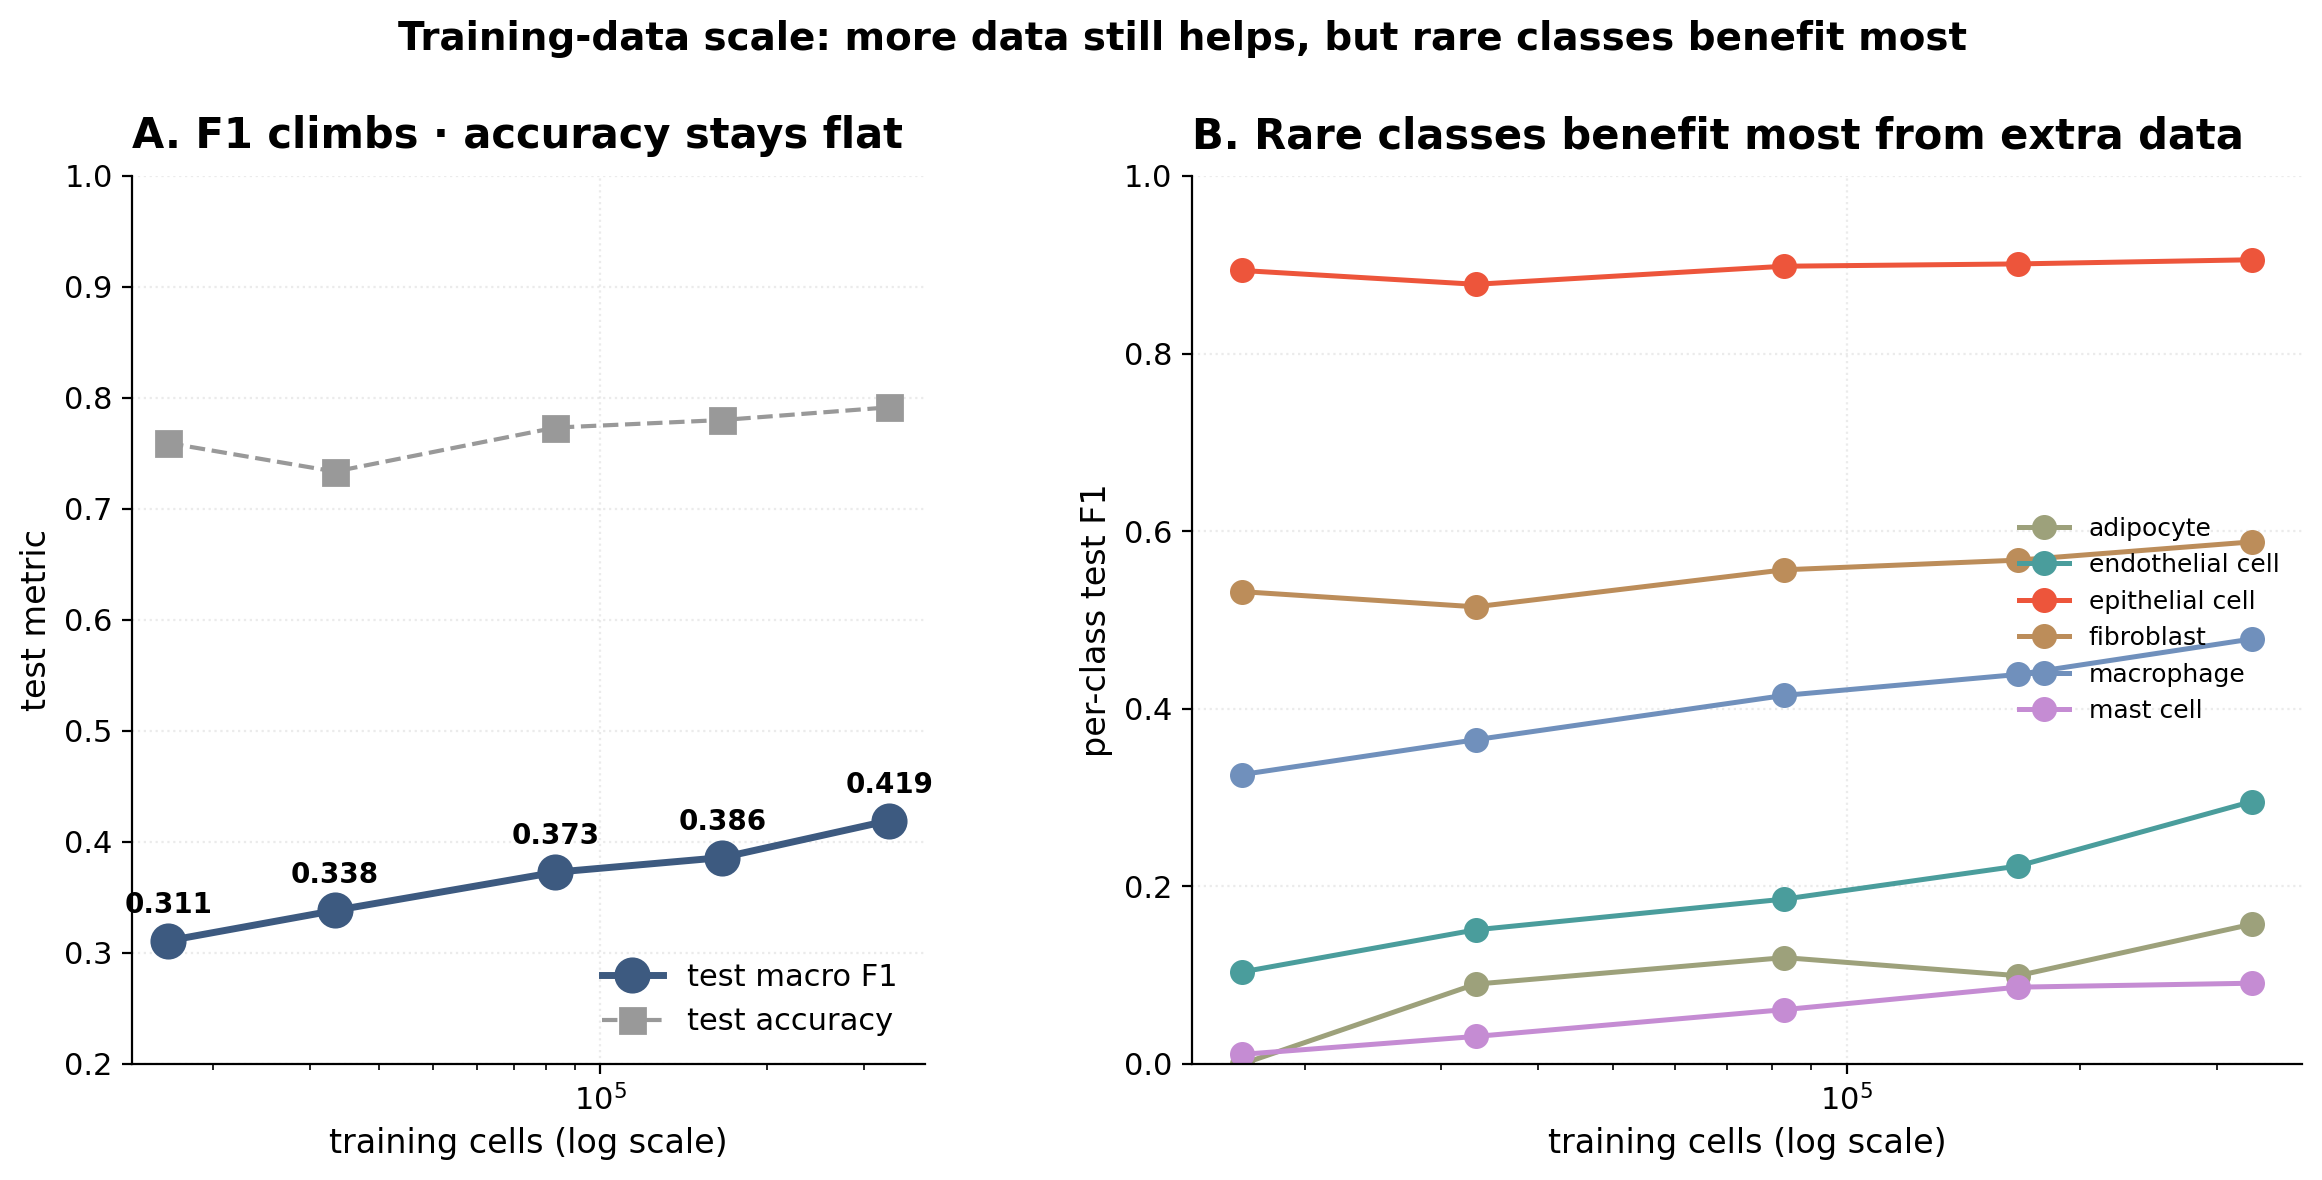 Training-data scale: more data still helps, but rare classes benefit most
A. F1 climbs · accuracy stays flat
1.0
0.9
0.8
0.7
0.6
0.5
0.4
0.3
0.2
test metric
0.311
0.338
0.373
0.386
0.419
test macro F1
test accuracy
10⁵
training cells (log scale)
B. Rare classes benefit most from extra data
1.0
0.8
0.6
0.4
0.2
0.0
per-class test F1
adipocyte
endothelial cell
epithelial cell
fibroblast
macrophage
mast cell
10⁵
training cells (log scale)